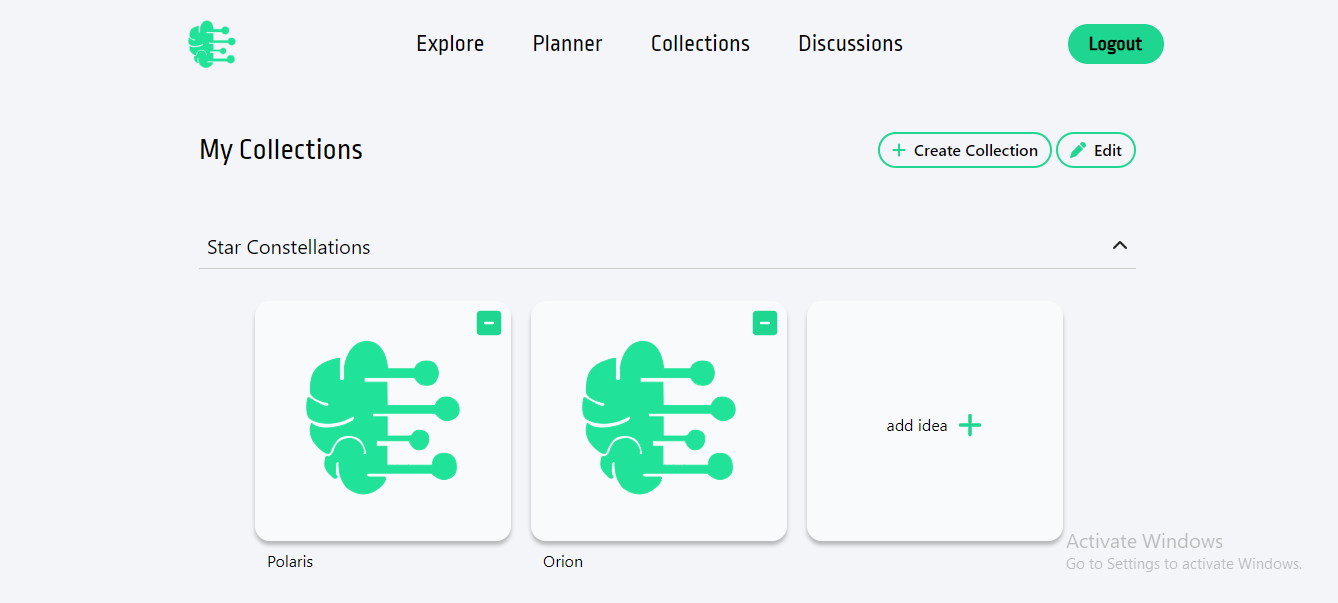 Explore Planner Collections Discussions Logout
My Collections + Create Collection Edit
Star Constellations
add idea +
Polaris Orion
Activate Windows
Go to Settings to activate Windows.